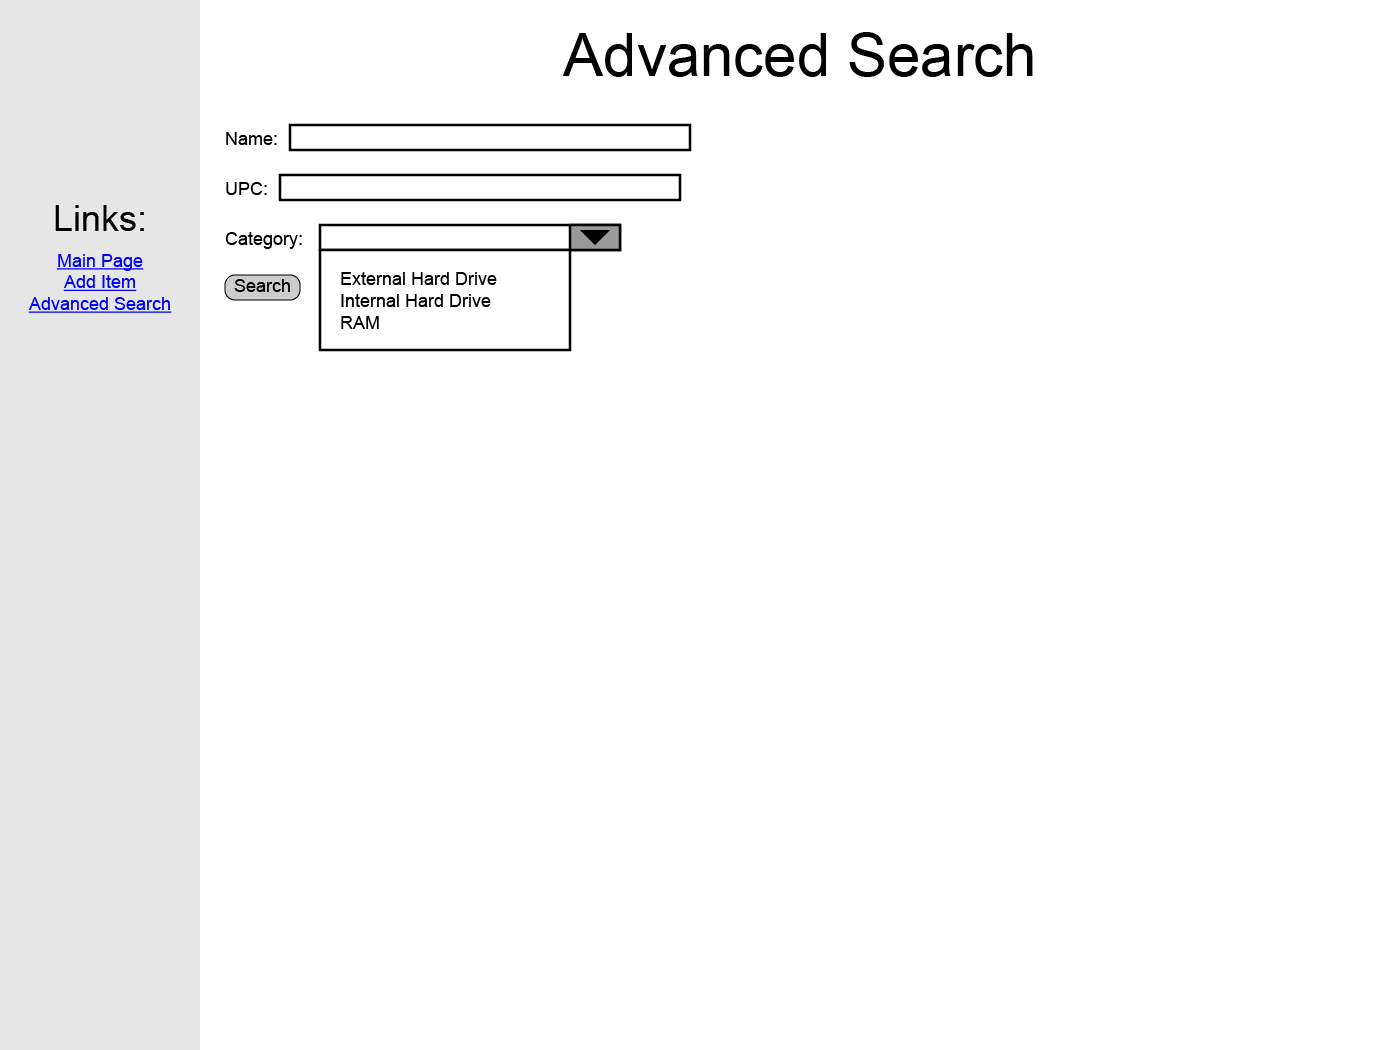 Advanced Search
Links:
Main Page
Add Item
Advanced Search
Name:
UPC:
Category:
External Hard Drive
Internal Hard Drive
RAM
Search